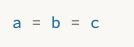 a = b = c